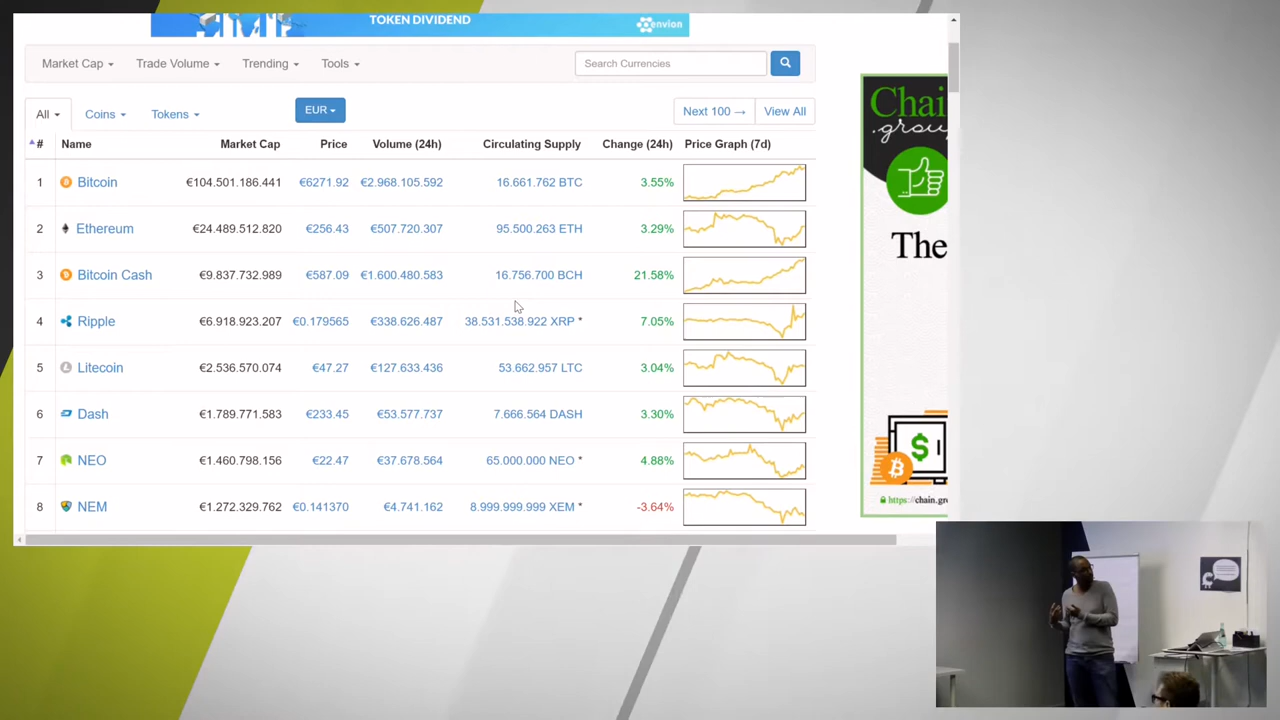 TOKEN DIVIDEND
envion
Market Cap Trade Volume Trending Tools Search Currencies
All Coins Tokens EUR Next 100 → View All
# Name Market Cap Price Volume (24h) Circulating Supply Change (24h) Price Graph (7d)
1 Bitcoin €104.501.186.441 €6271.92 €2.968.105.592 16.661.762 BTC 3.55%
2 Ethereum €24.489.512.820 €256.43 €507.720.307 95.500.263 ETH 3.29%
3 Bitcoin Cash €9.837.732.989 €587.09 €1.600.480.583 16.756.700 BCH 21.58%
4 Ripple €6.918.923.207 €0.179565 €338.626.487 38.531.538.922 XRP * 7.05%
5 Litecoin €2.536.570.074 €47.27 €127.633.436 53.662.957 LTC 3.04%
6 Dash €1.789.771.583 €233.45 €53.577.737 7.666.564 DASH 3.30%
7 NEO €1.460.798.156 €22.47 €37.678.564 65.000.000 NEO * 4.88%
8 NEM €1.272.329.762 €0.141370 €4.741.162 8.999.999.999 XEM * -3.64%
Chai
.grou
The
https://chain.gr